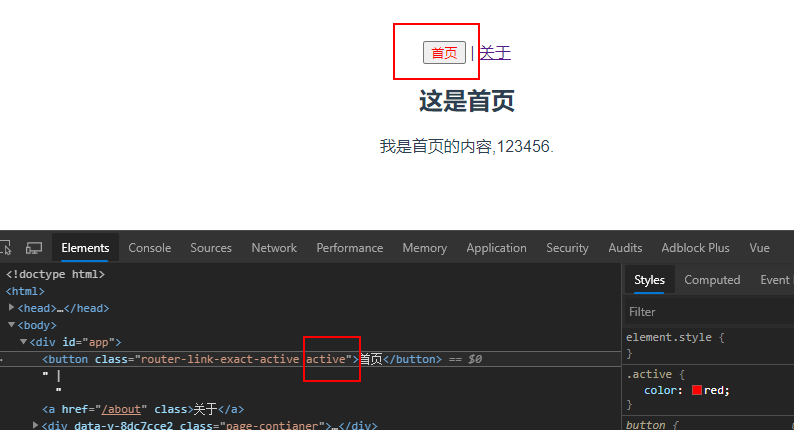 首页 | 关于
这是首页
我是首页的内容,123456.
Elements Console Sources Network Performance Memory Application Security Audits Adblock Plus Vue
<!doctype html>
<html>
<head>…</head>
<body>
<div id="app">
<button class="router-link-exact-active active">首页</button> == $0
" |
"
<a href="/about" class>关于</a>
<div data-v-8dc7cce2 class="page-contianer">…</div>
Styles Computed Event
Filter
element.style {
}
.active {
color: red;
}
button {